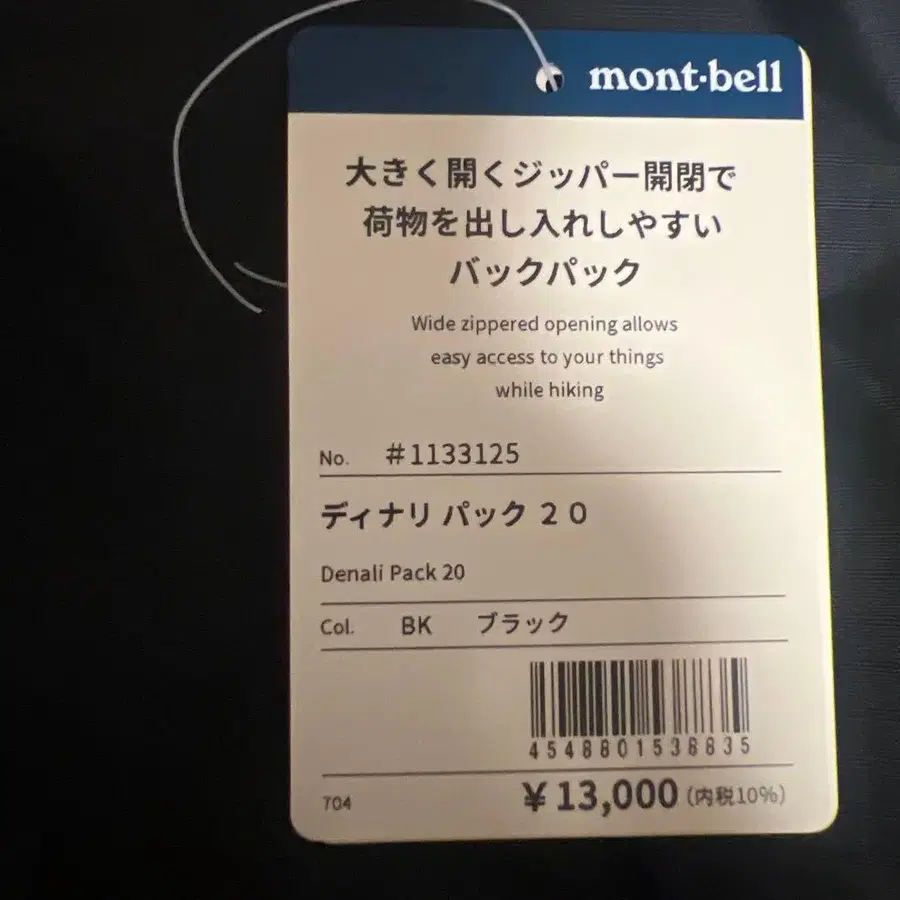 mont-bell
大きく開くジッパー開閉で
荷物を出し入れしやすい
バックパック
Wide zippered opening allows
easy access to your things
while hiking
No. #1133125
ディナリ パック 20
Denali Pack 20
Col. BK ブラック
4548801538835
704 ¥13,000 (内税10%)